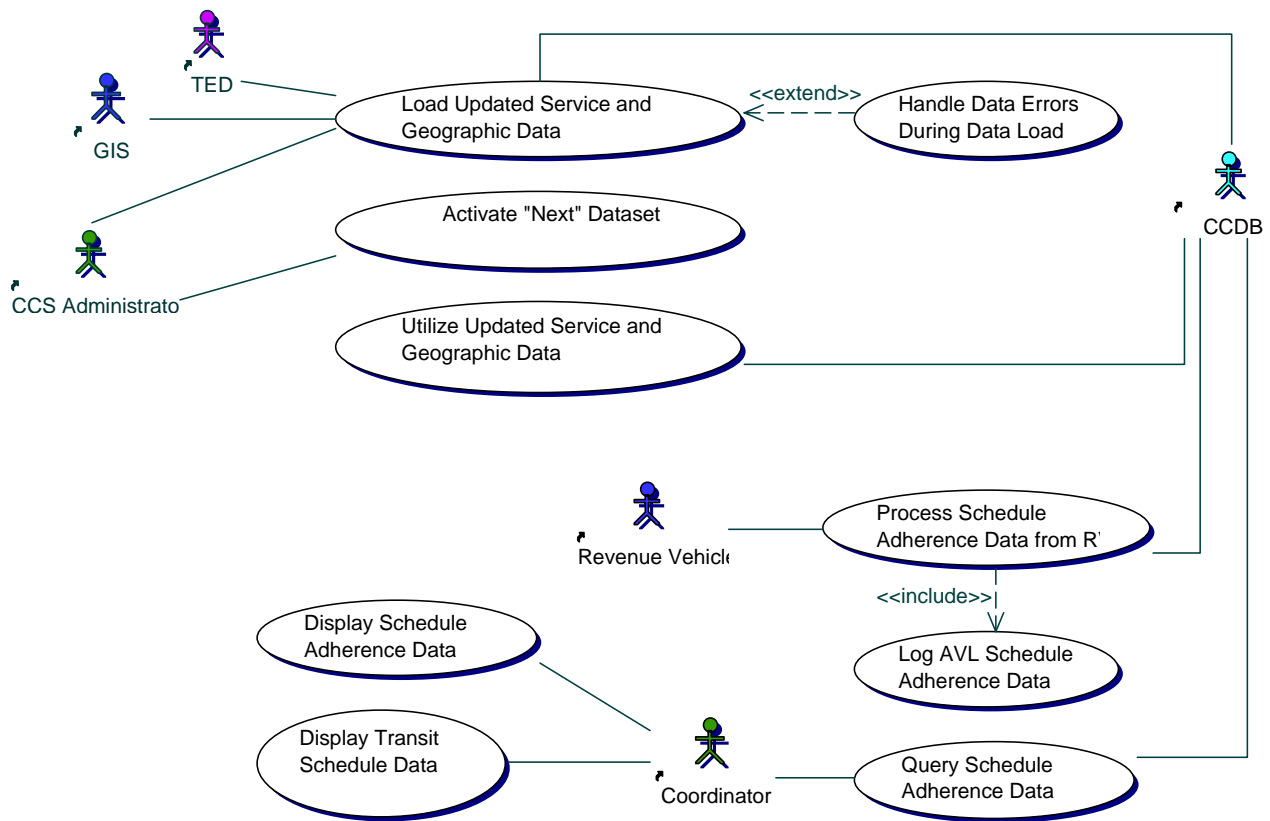 TED
Load Updated Service and
Geographic Data
<<extend>>
Handle Data Errors
During Data Load
GIS
CCDB
Activate "Next" Dataset
CCS Administrato
Utilize Updated Service and
Geographic Data
Revenue Vehicle
Process Schedule
Adherence Data from R'
<<include>>
Display Schedule
Adherence Data
Log AVL Schedule
Adherence Data
Display Transit
Schedule Data
Coordinator
Query Schedule
Adherence Data